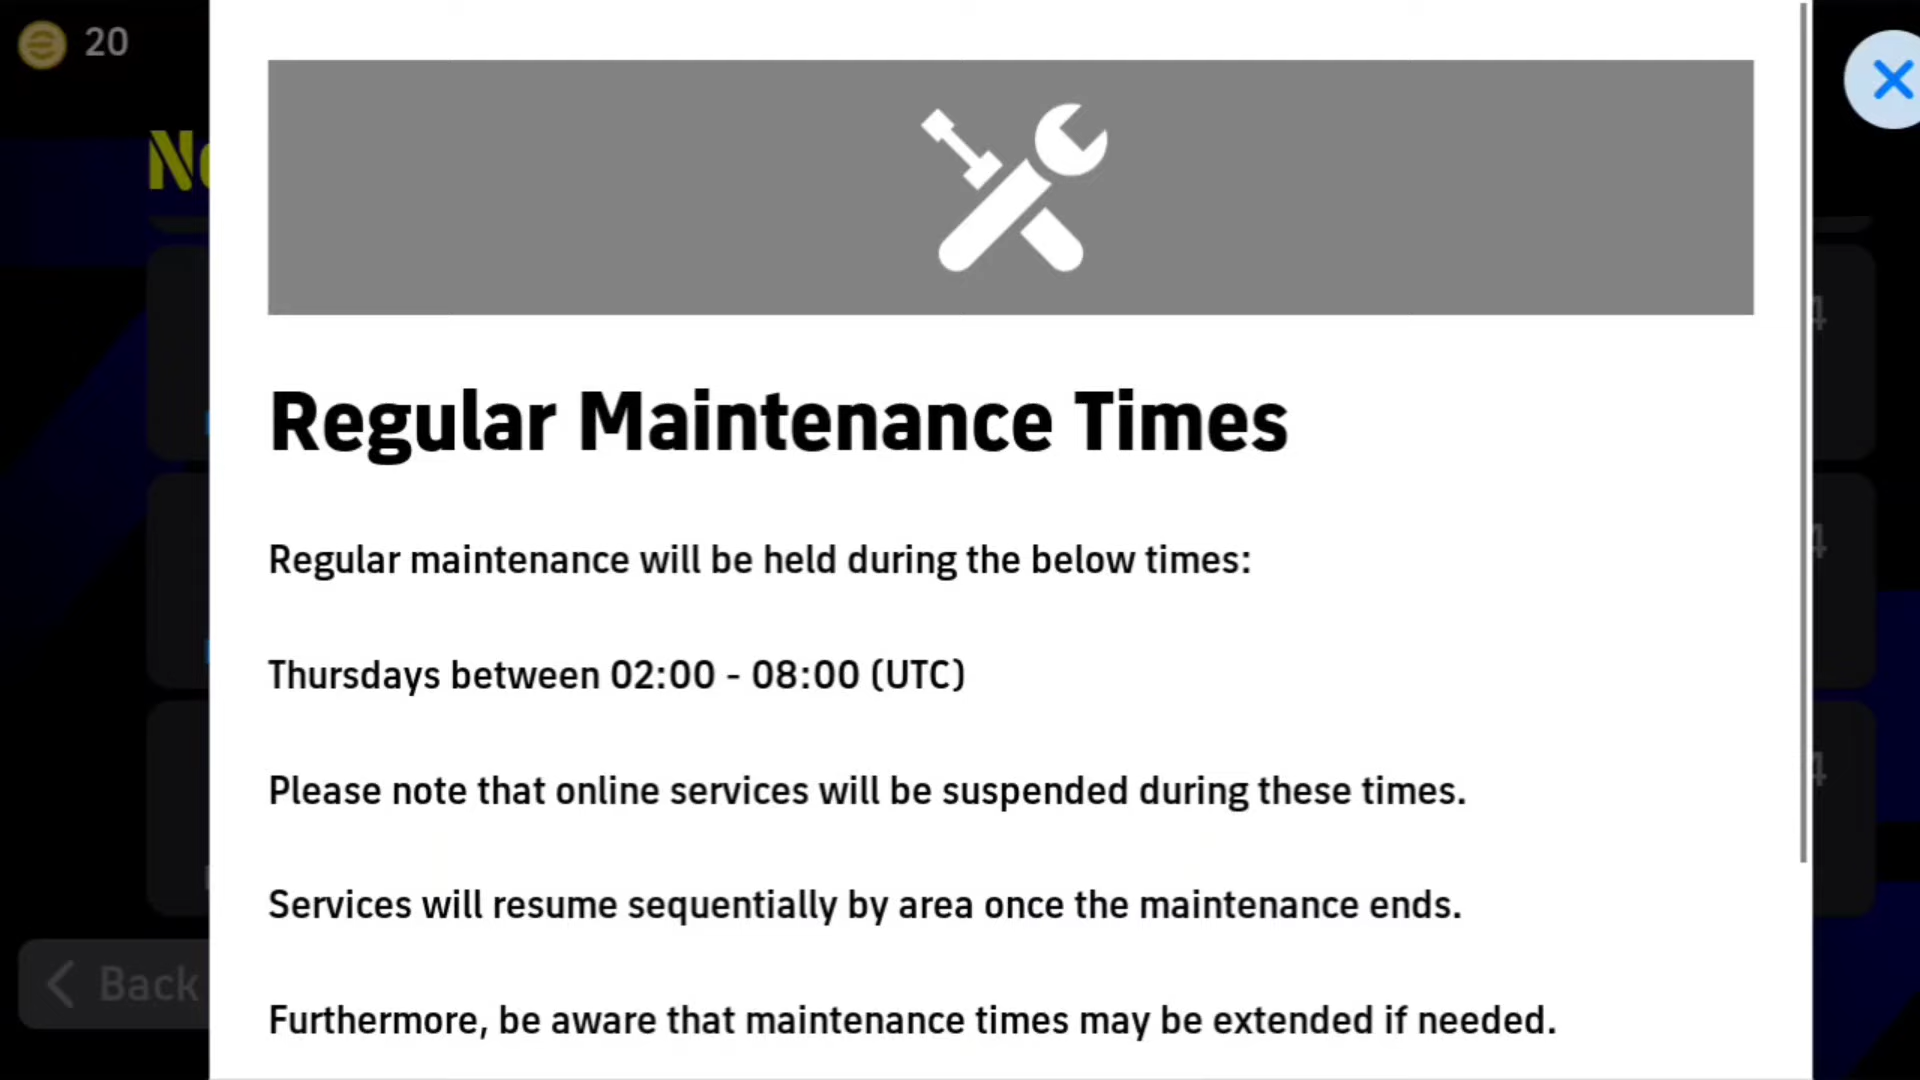 20
Regular Maintenance Times
Regular maintenance will be held during the below times:
Thursdays between 02:00 - 08:00 (UTC)
Please note that online services will be suspended during these times.
Services will resume sequentially by area once the maintenance ends.
Back
Furthermore, be aware that maintenance times may be extended if needed.